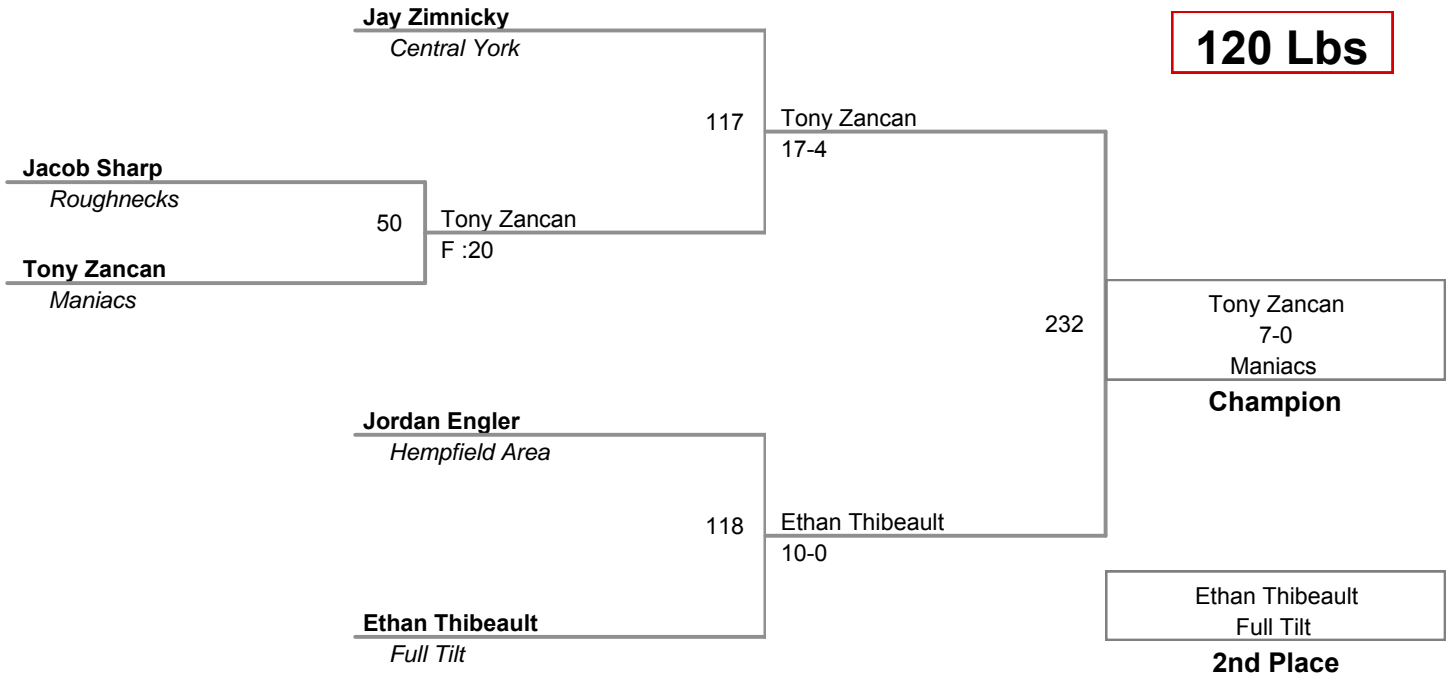 Jay Zimnicky
Central York
120 Lbs
117
Tony Zancan
17-4
Jacob Sharp
Roughnecks
50
Tony Zancan
F :20
Tony Zancan
Maniacs
232
Tony Zancan
7-0
Maniacs
Champion
Jordan Engler
Hempfield Area
118
Ethan Thibeault
10-0
Ethan Thibeault
Full Tilt
Ethan Thibeault
Full Tilt
2nd Place